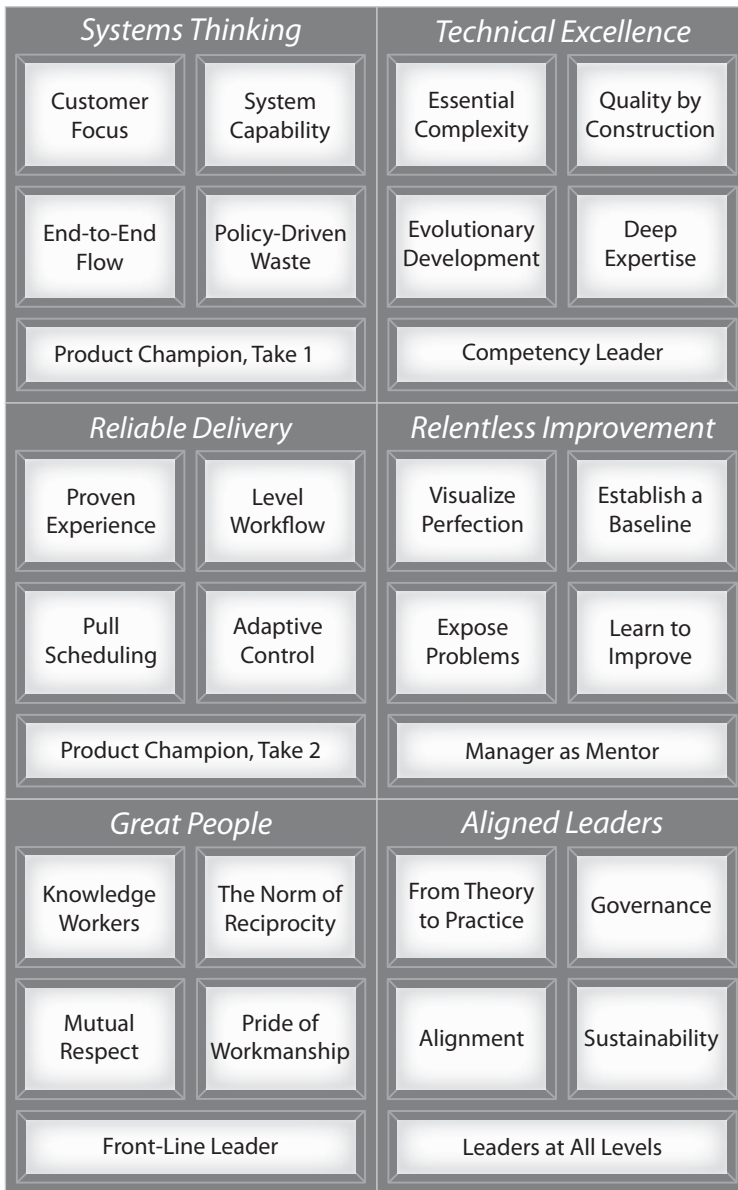 Systems Thinking
Customer
Focus
System
Capability
End-to-End
Flow
Policy-Driven
Waste
Product Champion, Take 1
Technical Excellence
Essential
Complexity
Quality by
Construction
Evolutionary
Development
Deep
Expertise
Competency Leader
Reliable Delivery
Proven
Experience
Level
Workflow
Pull
Scheduling
Adaptive
Control
Product Champion, Take 2
Relentless Improvement
Visualize
Perfection
Establish a
Baseline
Expose
Problems
Learn to
Improve
Manager as Mentor
Great People
Knowledge
Workers
The Norm of
Reciprocity
Mutual
Respect
Pride of
Workmanship
Front-Line Leader
Aligned Leaders
From Theory
to Practice
Governance
Alignment
Sustainability
Leaders at All Levels